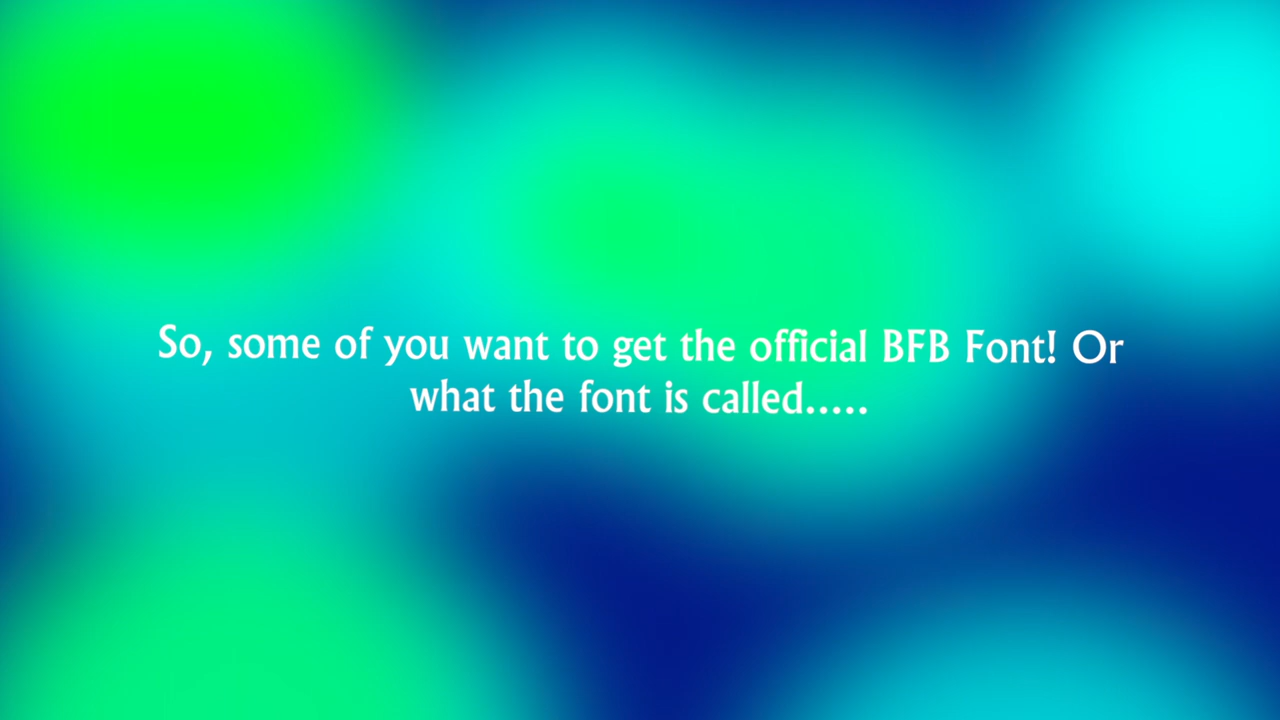 So, some of you want to get the official BFB Font! Or
what the font is called.....